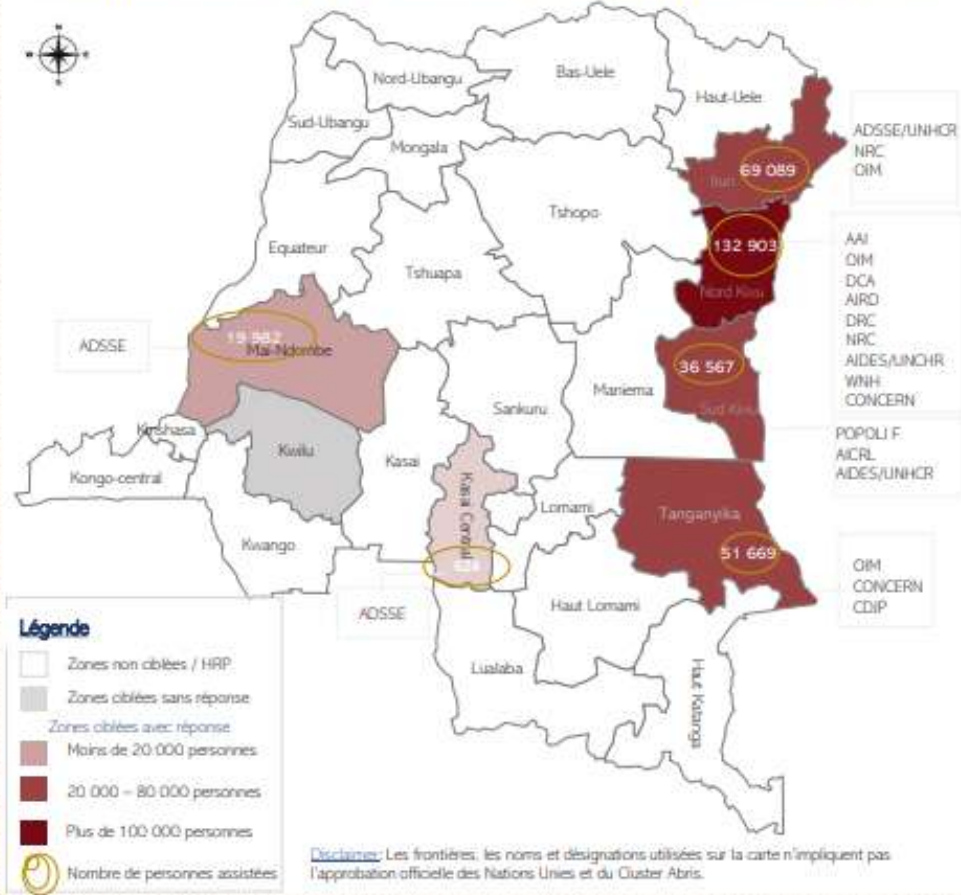 N
Nord-Ubangu
Bas-Uele
Haut-Uele
Sud-Ubangu
Mongala
ADSSE/UNHCR
NRC
OIM
69 089
Ituri
Tshopo
Equateur
Tshuapa
132 903
Nord Kivu
AAI
OIM
DCA
AIRD
DRC
NRC
AIDES/UNCHR
WNH
CONCERN
ADSSE
19 982
Mai-Ndombe
36 567
Sud Kivu
Maniema
Sankuru
Kinshasa
Kwilu
Kasai
Kongo-central
POPOLI F
AICRL
AIDES/UNHCR
Kasia Central
Lomami
Tanganyika
Kwango
51 669
OIM
CONCERN
CDIP
ADSSE
Haut Lomami
Lualaba
Haut Katanga
Légende
Zones non ciblées / HRP
Zones ciblées sans réponse
Zones ciblées avec réponse
Moins de 20 000 personnes
20 000 – 80 000 personnes
Plus de 100 000 personnes
Nombre de personnes assistées
Disclaimer: Les frontières, les noms et désignations utilisées sur la carte n'impliquent pas
l'approbation officielle des Nations Unies et du Cluster Abris.